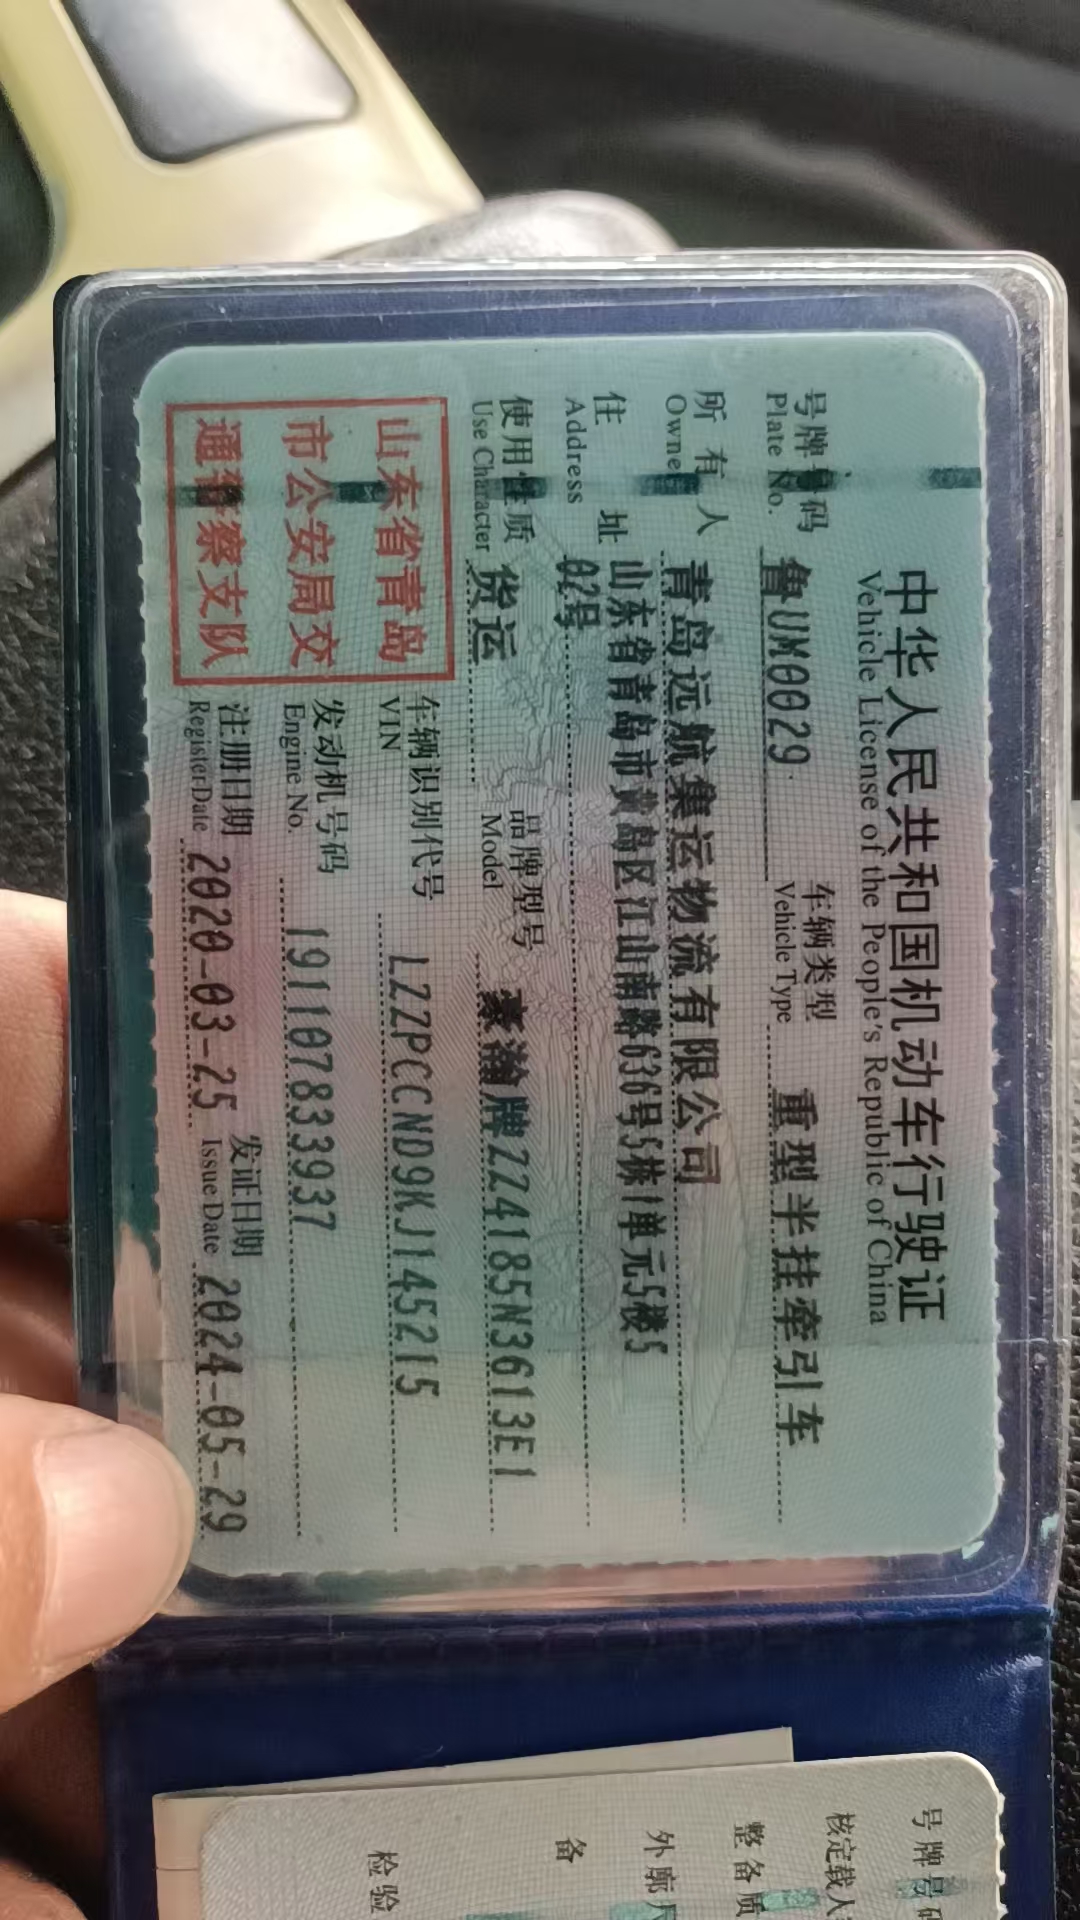 中华人民共和国机动车行驶证
Vehicle License of the People's Republic of China
号牌号码 鲁UM0029 车辆类型 重型半挂牵引车
Plate No. Vehicle Type
所有人 青岛远航集运物流有限公司
Owner
住址 山东省青岛市黄岛区江山南路636号5栋1单元5楼5
Address 02号
使用性质 货运 品牌型号 豪瀚牌ZZ4185N3613E1
Use Character Model
山东省青岛
市公安局交
通警察支队
车辆识别代号 LZZPCCND9KJ145215
VIN
发动机号码 191107833937
Engine No.
注册日期 2020-03-25 发证日期 2024-05-29
Register Date Issue Date
号牌号码
核定载人
整备质
外廓尺
备
检验